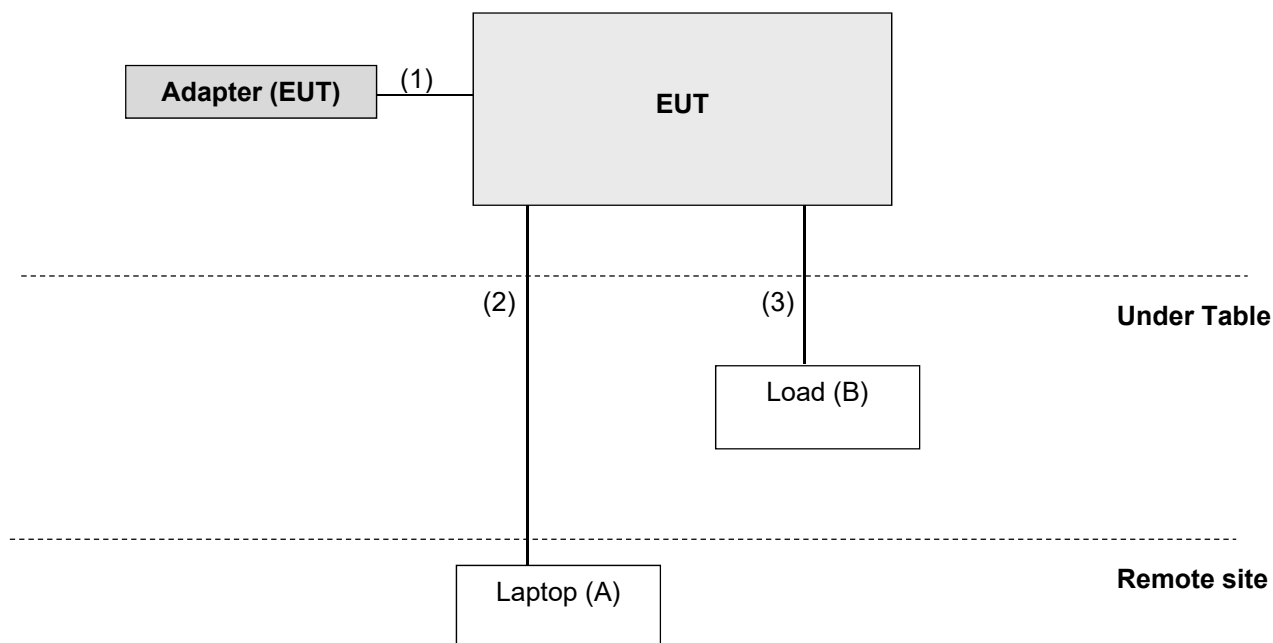 (1)
Adapter (EUT)
EUT
(2)
(3)
Under Table
Load (B)
Laptop (A)
Remote site